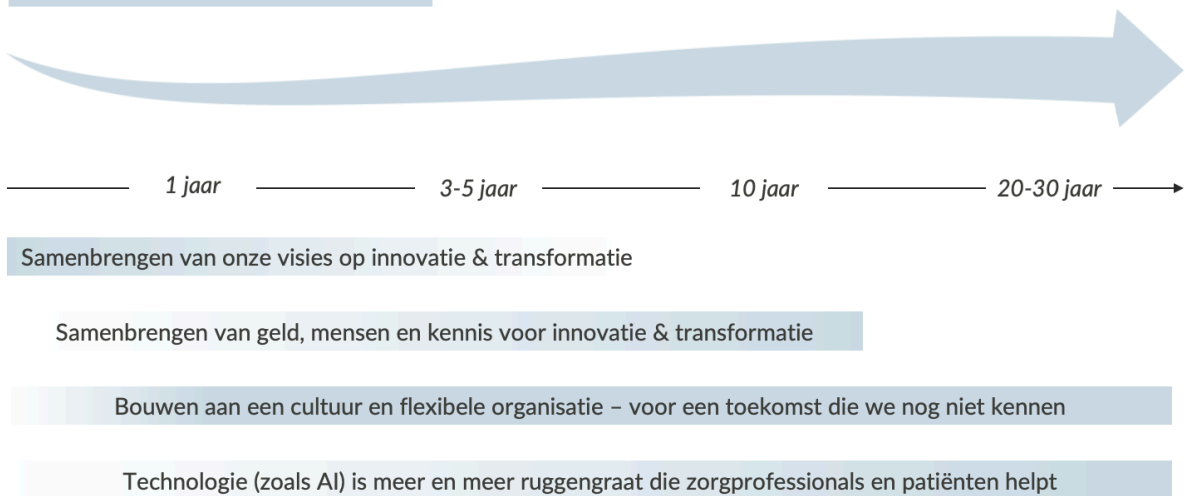 1 jaar
3-5 jaar
10 jaar
20-30 jaar
Samenbrengen van onze visies op innovatie & transformatie
Samenbrengen van geld, mensen en kennis voor innovatie & transformatie
Bouwen aan een cultuur en flexibele organisatie – voor een toekomst die we nog niet kennen
Technologie (zoals AI) is meer en meer ruggengraat die zorgprofessionals en patiënten helpt